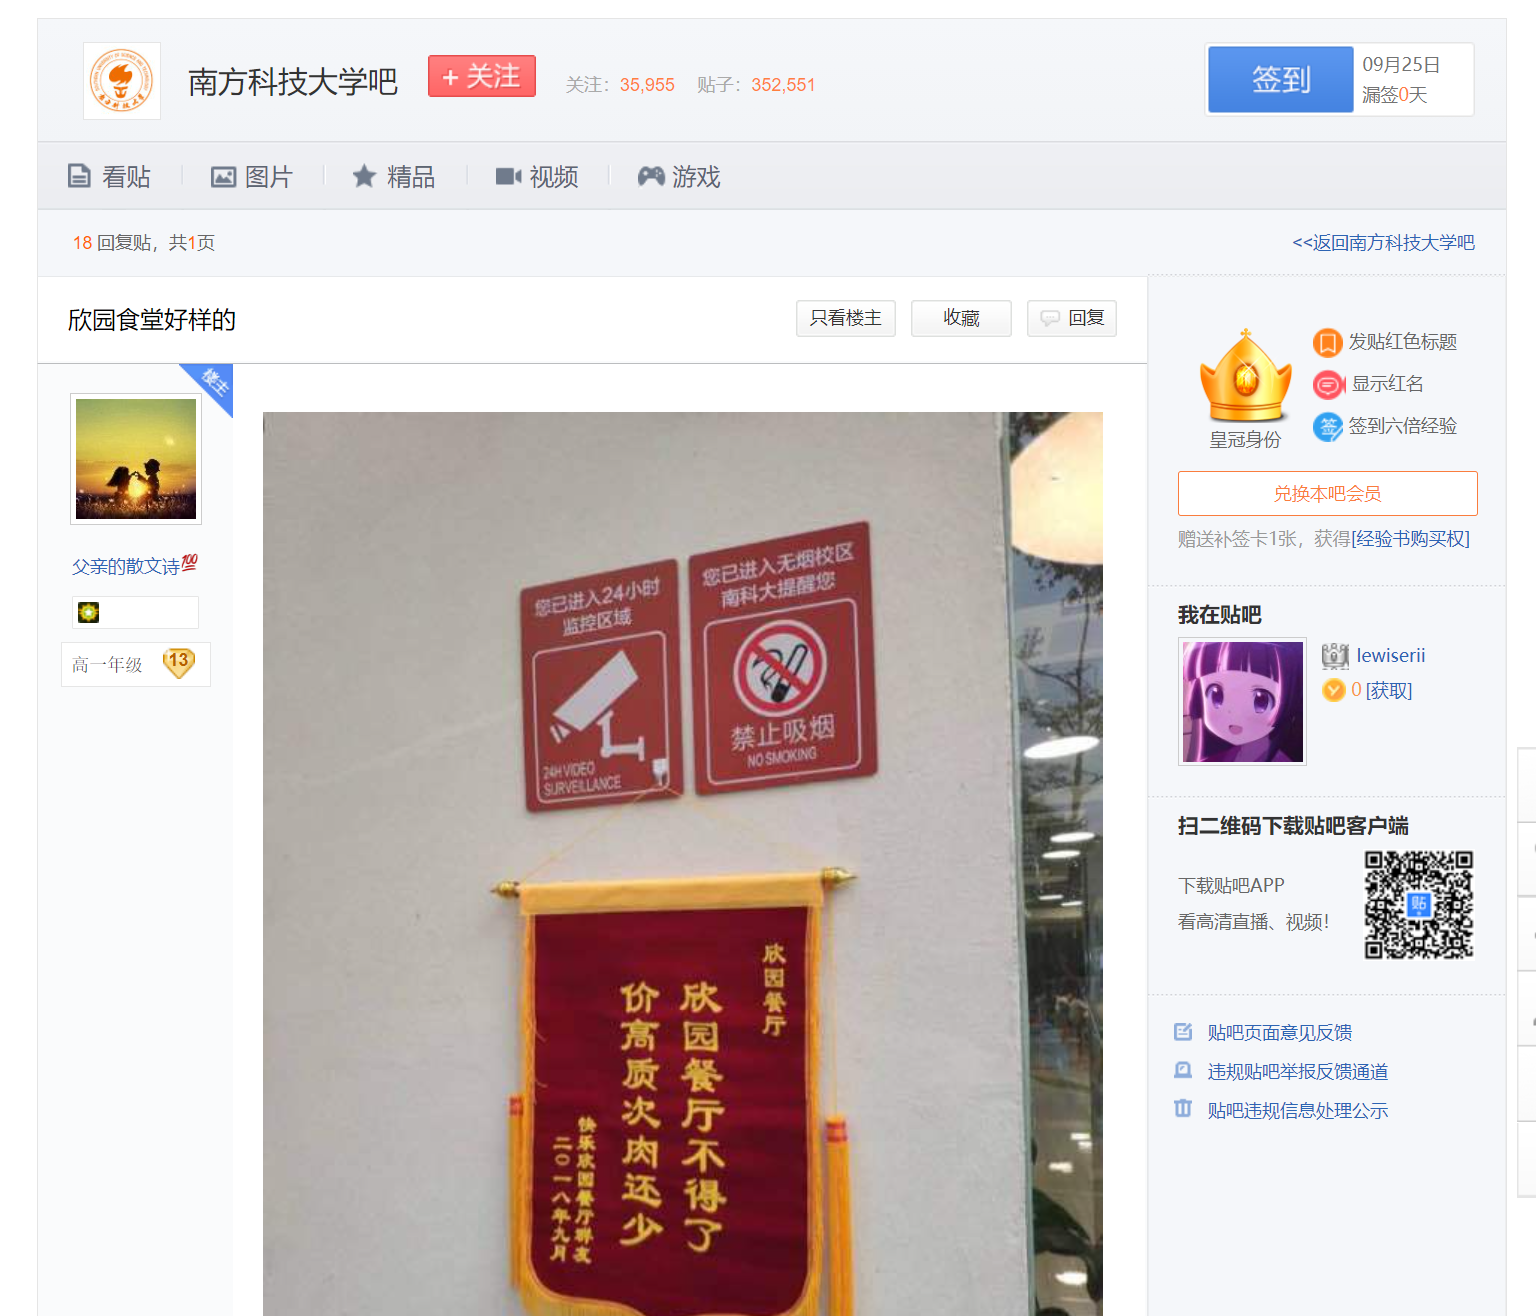 南方科技大学吧
+ 关注
关注：35,955 贴子：352,551
签到
09月25日
漏签0天
看贴
图片
精品
视频
游戏
18 回复贴，共1页
<<返回南方科技大学吧
欣园食堂好样的
只看楼主
收藏
回复
楼主
父亲的散文诗💯
高一年级 13
您已进入24小时
监控区域
24H VIDEO
SURVEILLANCE
您已进入无烟校区
南科大提醒您
禁止吸烟
NO SMOKING
欣园餐厅
欣园餐厅不得了
价高质次肉还少
快乐欣园餐厅群友
二〇一八年九月
皇冠身份
发贴红色标题
显示红名
签
签到六倍经验
兑换本吧会员
赠送补签卡1张，获得[经验书购买权]
我在贴吧
lewiserii
0 [获取]
扫二维码下载贴吧客户端
下载贴吧APP
看高清直播、视频！
贴
贴吧页面意见反馈
违规贴吧举报反馈通道
贴吧违规信息处理公示